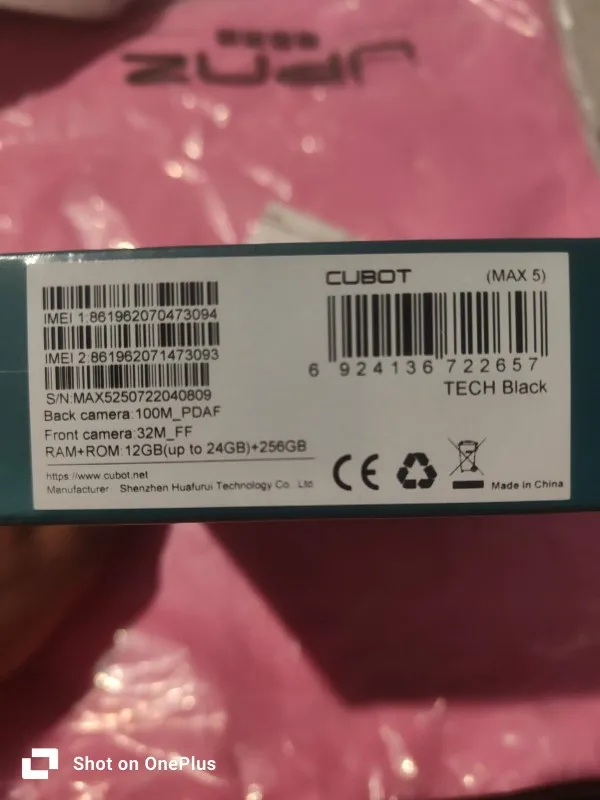 JPNZ
IMEI 1:861962070473094
IMEI 2:861962071473093
S/N:MAX5250722040809
Back camera:100M_PDAF
Front camera:32M_FF
RAM+ROM:12GB(up to 24GB)+256GB
https://www.cubot.net
Manufacturer Shenzhen Huafurui Technology Co. Ltd
CUBOT (MAX 5)
6 924136 722657
TECH Black
CE
Made in China
Shot on OnePlus